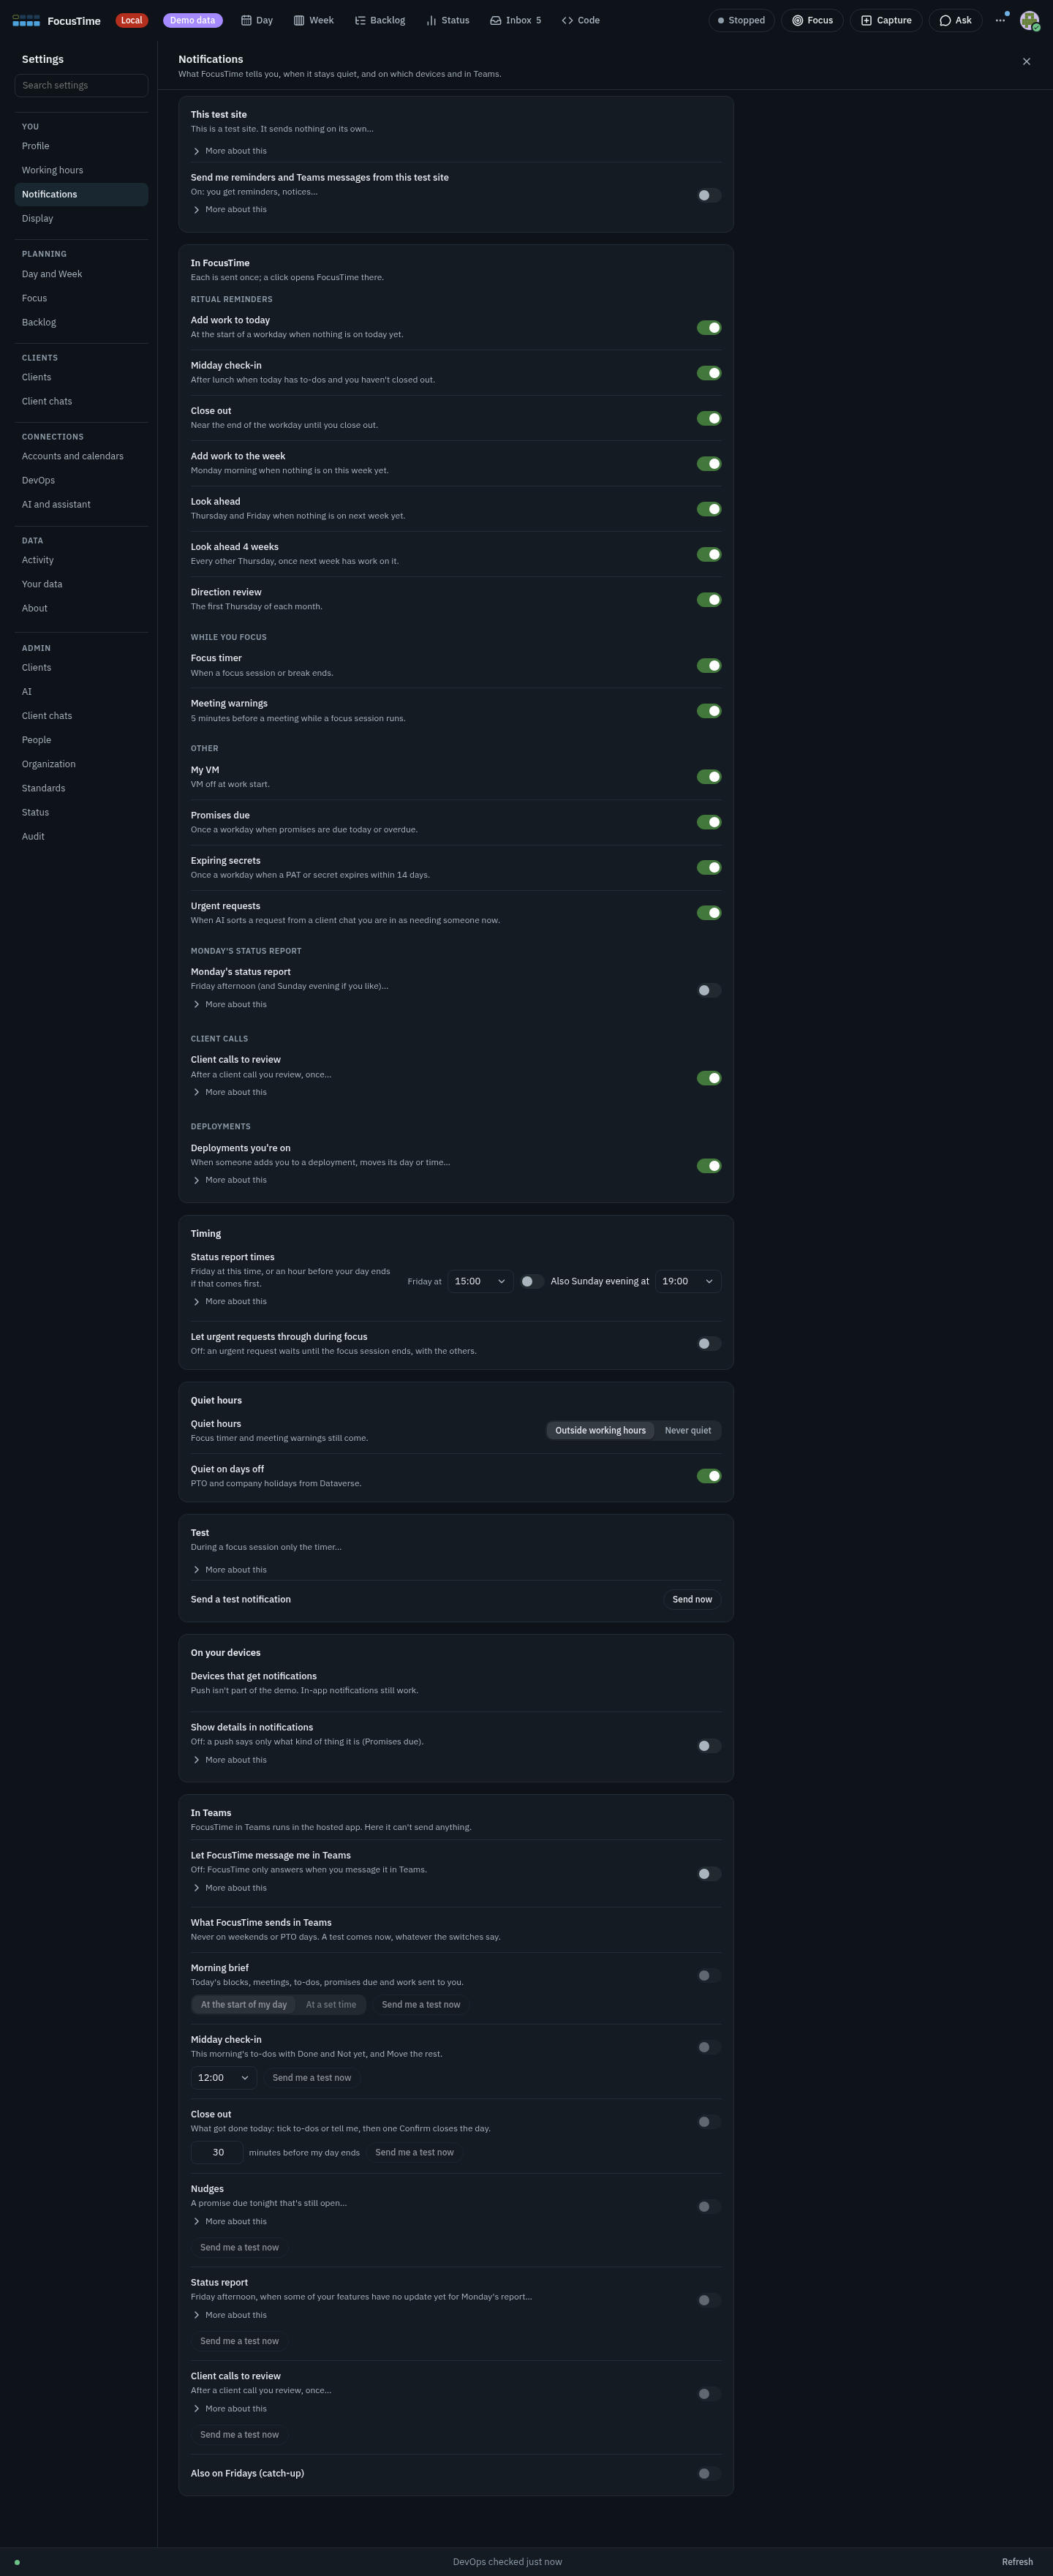 FocusTime
Local
Demo data
Day
Week
Backlog
Status
Inbox 5
Code
Stopped
Focus
Capture
Ask
Settings
Search settings
YOU
Profile
Working hours
Notifications
Display
PLANNING
Day and Week
Focus
Backlog
CLIENTS
Clients
Client chats
CONNECTIONS
Accounts and calendars
DevOps
AI and assistant
DATA
Activity
Your data
About
ADMIN
Clients
AI
Client chats
People
Organization
Standards
Status
Audit
Notifications
What FocusTime tells you, when it stays quiet, and on which devices and in Teams.
This test site
This is a test site. It sends nothing on its own...
More about this
Send me reminders and Teams messages from this test site
On: you get reminders, notices...
More about this
In FocusTime
Each is sent once; a click opens FocusTime there.
RITUAL REMINDERS
Add work to today
At the start of a workday when nothing is on today yet.
Midday check-in
After lunch when today has to-dos and you haven't closed out.
Close out
Near the end of the workday until you close out.
Add work to the week
Monday morning when nothing is on this week yet.
Look ahead
Thursday and Friday when nothing is on next week yet.
Look ahead 4 weeks
Every other Thursday, once next week has work on it.
Direction review
The first Thursday of each month.
WHILE YOU FOCUS
Focus timer
When a focus session or break ends.
Meeting warnings
5 minutes before a meeting while a focus session runs.
OTHER
My VM
VM off at work start.
Promises due
Once a workday when promises are due today or overdue.
Expiring secrets
Once a workday when a PAT or secret expires within 14 days.
Urgent requests
When AI sorts a request from a client chat you are in as needing someone now.
MONDAY'S STATUS REPORT
Monday's status report
Friday afternoon (and Sunday evening if you like)...
More about this
CLIENT CALLS
Client calls to review
After a client call you review, once...
More about this
DEPLOYMENTS
Deployments you're on
When someone adds you to a deployment, moves its day or time...
More about this
Timing
Status report times
Friday at this time, or an hour before your day ends
if that comes first.
More about this
Friday at
15:00
Also Sunday evening at
19:00
Let urgent requests through during focus
Off: an urgent request waits until the focus session ends, with the others.
Quiet hours
Quiet hours
Focus timer and meeting warnings still come.
Outside working hours
Never quiet
Quiet on days off
PTO and company holidays from Dataverse.
Test
During a focus session only the timer...
More about this
Send a test notification
Send now
On your devices
Devices that get notifications
Push isn't part of the demo. In-app notifications still work.
Show details in notifications
Off: a push says only what kind of thing it is (Promises due).
More about this
In Teams
FocusTime in Teams runs in the hosted app. Here it can't send anything.
Let FocusTime message me in Teams
Off: FocusTime only answers when you message it in Teams.
More about this
What FocusTime sends in Teams
Never on weekends or PTO days. A test comes now, whatever the switches say.
Morning brief
Today's blocks, meetings, to-dos, promises due and work sent to you.
At the start of my day
At a set time
Send me a test now
Midday check-in
This morning's to-dos with Done and Not yet, and Move the rest.
12:00
Send me a test now
Close out
What got done today: tick to-dos or tell me, then one Confirm closes the day.
30
minutes before my day ends
Send me a test now
Nudges
A promise due tonight that's still open...
More about this
Send me a test now
Status report
Friday afternoon, when some of your features have no update yet for Monday's report...
More about this
Send me a test now
Client calls to review
After a client call you review, once...
More about this
Send me a test now
Also on Fridays (catch-up)
DevOps checked just now
Refresh